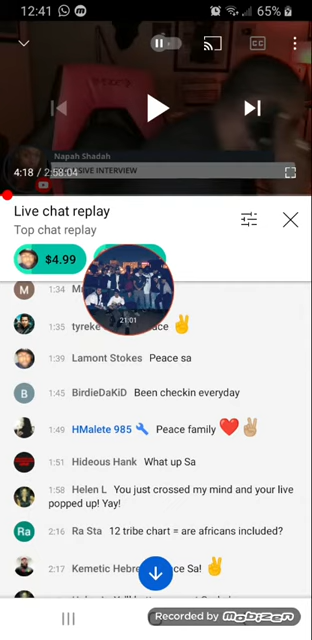 12:41
65%
Napah Shadah
INTERVIEW
4:18 / 2:58:04
Live chat replay
Top chat replay
$4.99
21:01
M 1:34
1:35 tyreke
1:39 Lamont Stokes Peace sa
B 1:45 BirdieDaKiD Been checkin everyday
1:49 HMalete 985 🔧 Peace family ❤️✌🏽
1:51 Hideous Hank What up Sa
1:58 Helen L You just crossed my mind and your live
popped up! Yay!
Ra 2:16 Ra Sta 12 tribe chart = are africans included?
2:17 Kemetic Hebre Sa! ✌️
Recorded by mobizen